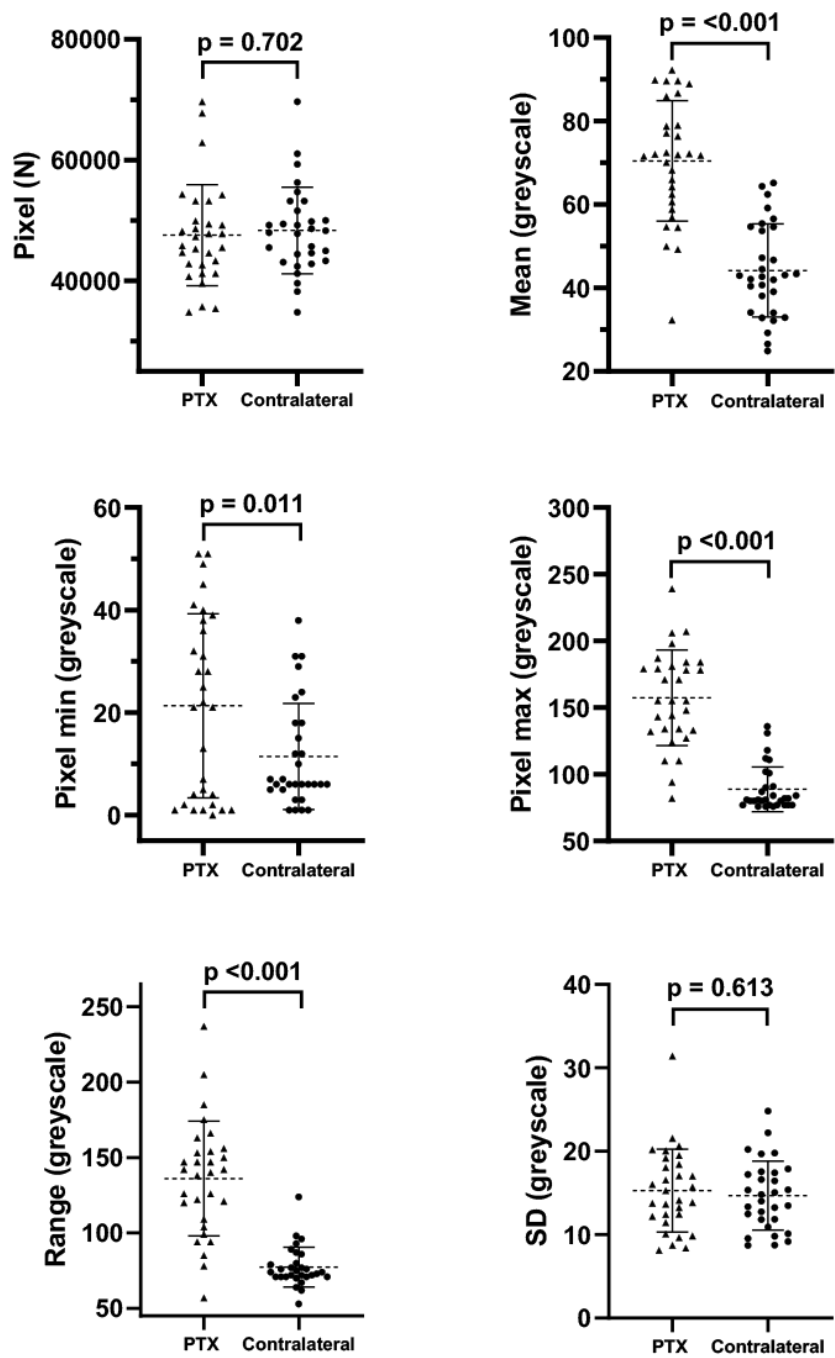 p = 0.702
Pixel (N)
80000
60000
40000
PTX Contralateral
p = <0.001
Mean (greyscale)
100
80
60
40
20
PTX Contralateral
p = 0.011
Pixel min (greyscale)
60
40
20
0
PTX Contralateral
p <0.001
Pixel max (greyscale)
300
250
200
150
100
50
PTX Contralateral
p <0.001
Range (greyscale)
250
200
150
100
50
PTX Contralateral
p = 0.613
SD (greyscale)
40
30
20
10
0
PTX Contralateral